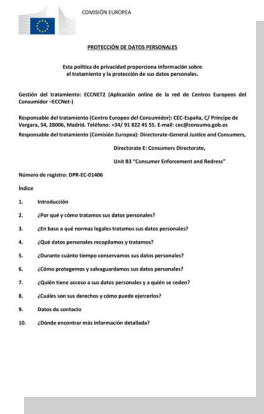 COMISIÓN EUROPEA
PROTECCIÓN DE DATOS PERSONALES
Esta política de privacidad proporciona información sobre
el tratamiento y la protección de sus datos personales.
Gestión del tratamiento: ECCNET2 (Aplicación online de la red de Centros Europeos del
Consumidor –ECCNet-)
Responsable del tratamiento (Centro Europeo del Consumidor): CEC-España, C/ Príncipe de
Vergara, 54, 28006, Madrid. Teléfono: +34/ 91 822 45 55. E-mail: cec@consumo.gob.es
Responsable del tratamiento (Comisión Europea): Directorate-General Justice and Consumers,
Directorate E: Consumers Directorate,
Unit B3 "Consumer Enforcement and Redress"
Número de registro: DPR-EC-01406
Índice
1. Introducción
2. ¿Por qué y cómo tratamos sus datos personales?
3. ¿En base a qué normas legales tratamos sus datos personales?
4. ¿Qué datos personales recopilamos y tratamos?
5. ¿Durante cuánto tiempo conservamos sus datos personales?
6. ¿Cómo protegemos y salvaguardamos sus datos personales?
7. ¿Quién tiene acceso a sus datos personales y a quién se ceden?
8. ¿Cuáles son sus derechos y cómo puede ejercerlos?
9. Datos de contacto
10. ¿Dónde encontrar más información detallada?